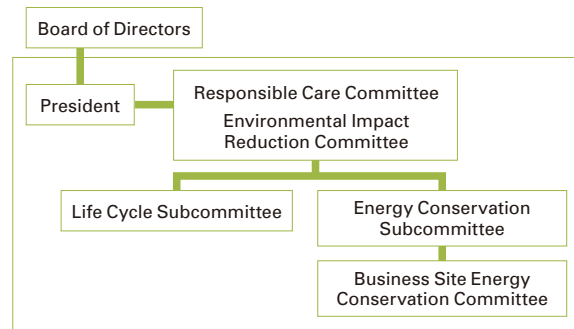 Board of Directors
President
Responsible Care Committee
Environmental Impact
Reduction Committee
Life Cycle Subcommittee
Energy Conservation
Subcommittee
Business Site Energy
Conservation Committee